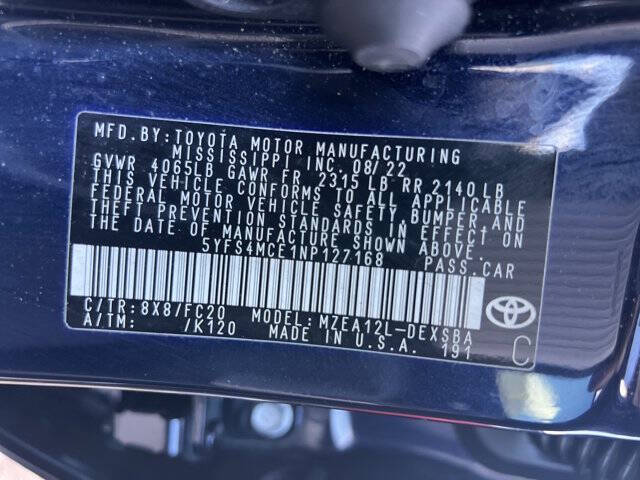 MFD. BY: TOYOTA MOTOR MANUFACTURING
MISSISSIPPI INC. 08/22
GVWR 4065LB GAWR FR 2315 LB RR 2140 LB
THIS VEHICLE CONFORMS TO ALL APPLICABLE
FEDERAL MOTOR VEHICLE SAFETY, BUMPER, AND
THEFT PREVENTION STANDARDS IN EFFECT ON
THE DATE OF MANUFACTURE SHOWN ABOVE.
5YFS4MCE1NP127168 PASS. CAR
C/TR: 8X8/FC20 MODEL: MZEA12L-DEXSBA
A/TM: /K120 MADE IN U.S.A. 191
C